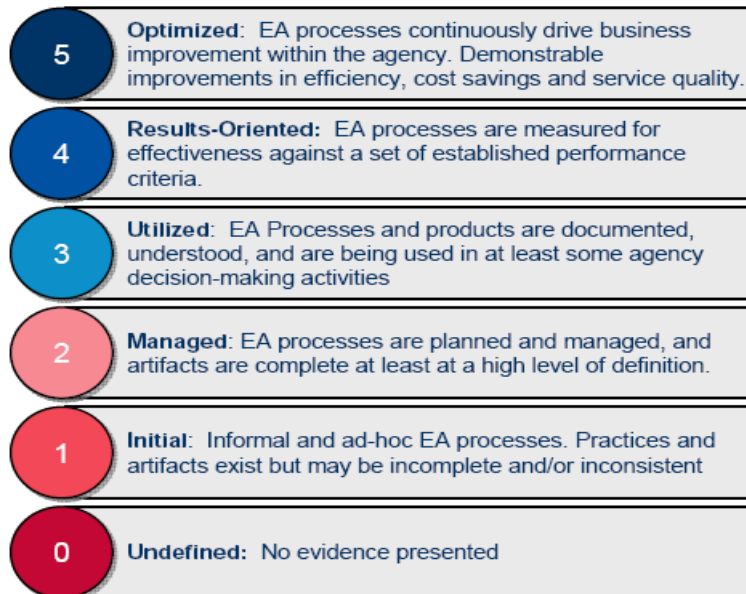 5
Optimized:  EA processes continuously drive business
improvement within the agency. Demonstrable
improvements in efficiency, cost savings and service quality.
4
Results-Oriented:  EA processes are measured for
effectiveness against a set of established performance
criteria.
3
Utilized:  EA Processes and products are documented,
understood, and are being used in at least some agency
decision-making activities
2
Managed: EA processes are planned and managed, and
artifacts are complete at least at a high level of definition.
1
Initial:  Informal and ad-hoc EA processes. Practices and
artifacts exist but may be incomplete and/or inconsistent
0
Undefined:  No evidence presented